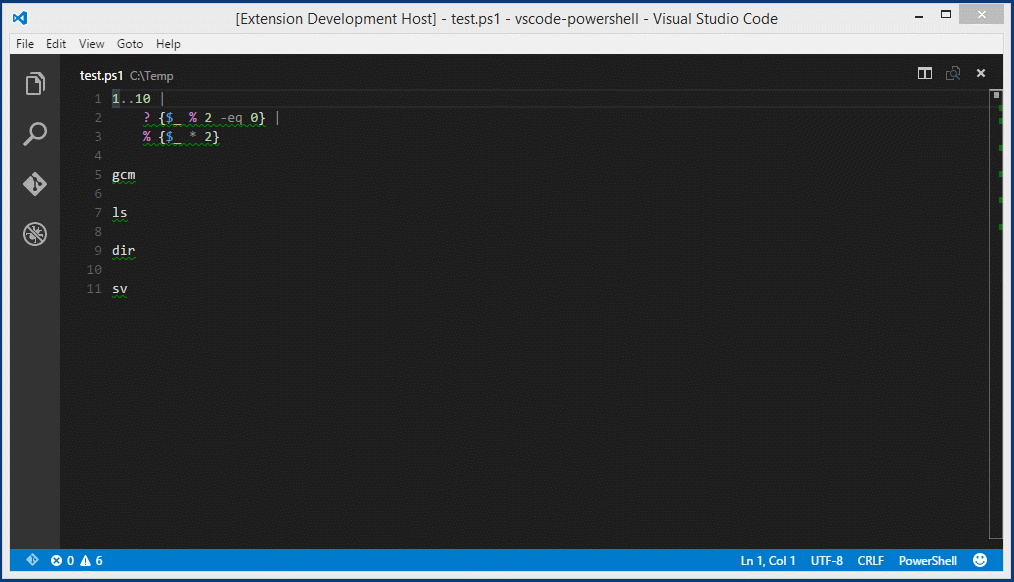 [Extension Development Host] - test.ps1 - vscode-powershell - Visual Studio Code
File Edit View Goto Help
test.ps1 C:\Temp
1 1..10 |
2 ? {$_ % 2 -eq 0} |
3 % {$_ * 2}
4
5 gcm
6
7 ls
8
9 dir
10
11 sv
0 6 Ln 1, Col 1 UTF-8 CRLF PowerShell